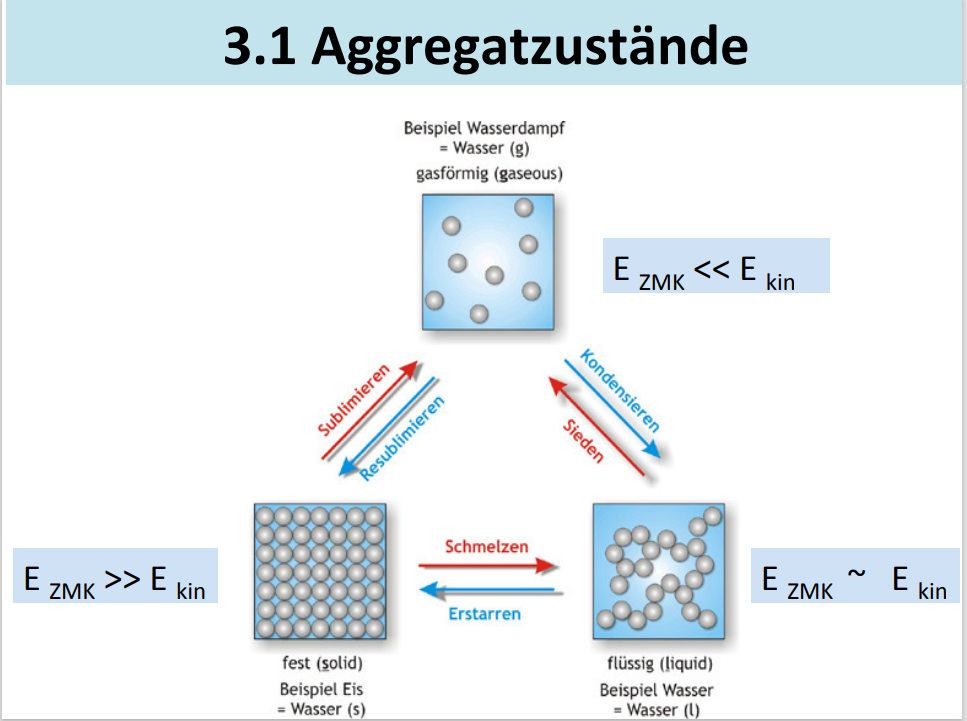 3.1 Aggregatzustände
Beispiel Wasserdampf
= Wasser (g)
gasförmig (gaseous)
E ZMK << E kin
Sublimieren
Resublimieren
Kondensieren
Sieden
E ZMK >> E kin
Schmelzen
Erstarren
E ZMK ~ E kin
fest (solid)
Beispiel Eis
= Wasser (s)
flüssig (liquid)
Beispiel Wasser
= Wasser (l)